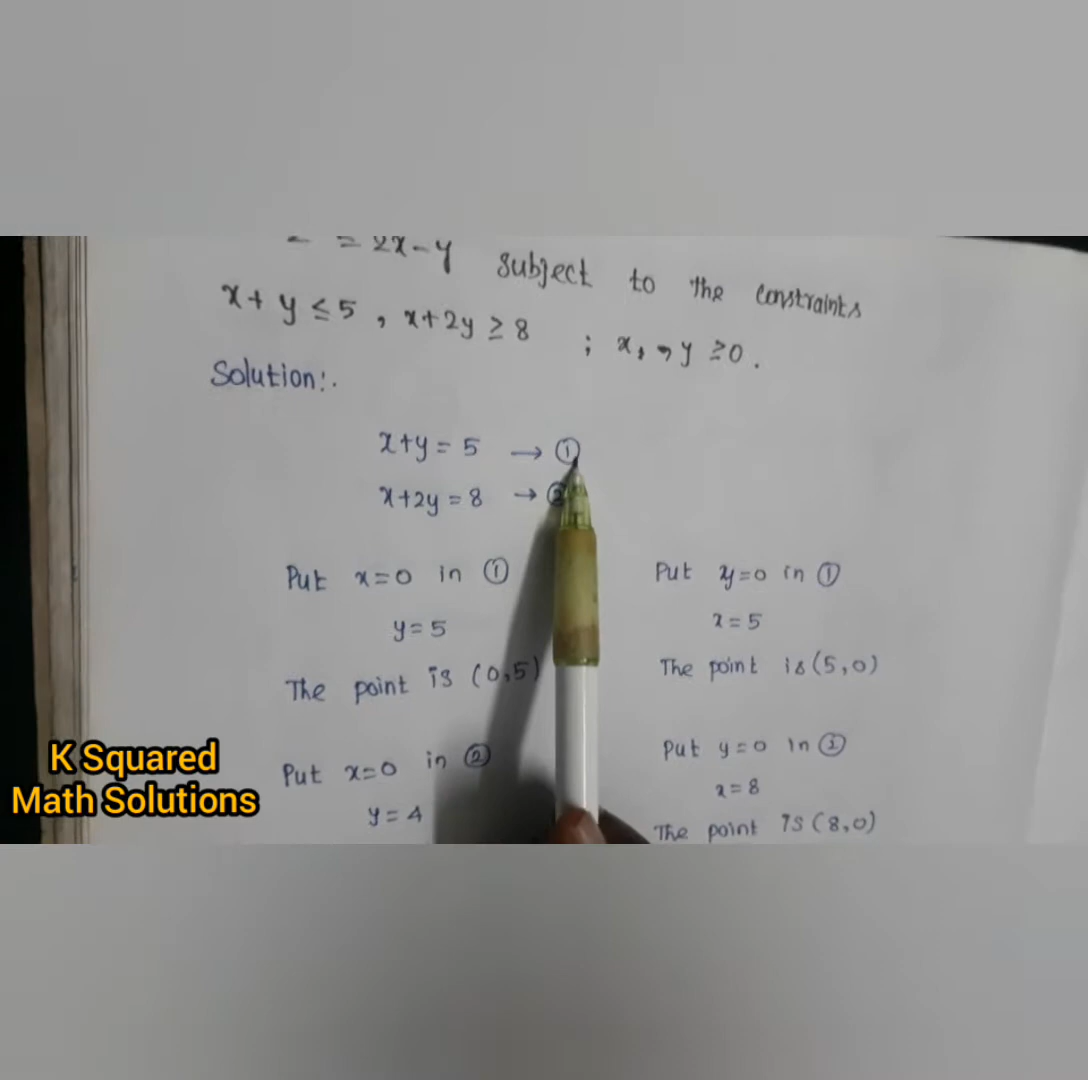 Z = 2x-y subject to the constraints
x+y ≤ 5 , x+2y ≥ 8 ; x, , y ≥ 0 .
Solution:.
x+y = 5 → ①
x+2y = 8 → ②
Put x=0 in ①
y=5
The point is (0,5)
Put y=0 in ①
x=5
The point is (5,0)
Put x=0 in ②
y=4
Put y=0 in ②
x=8
The point is (8,0)
K Squared
Math Solutions